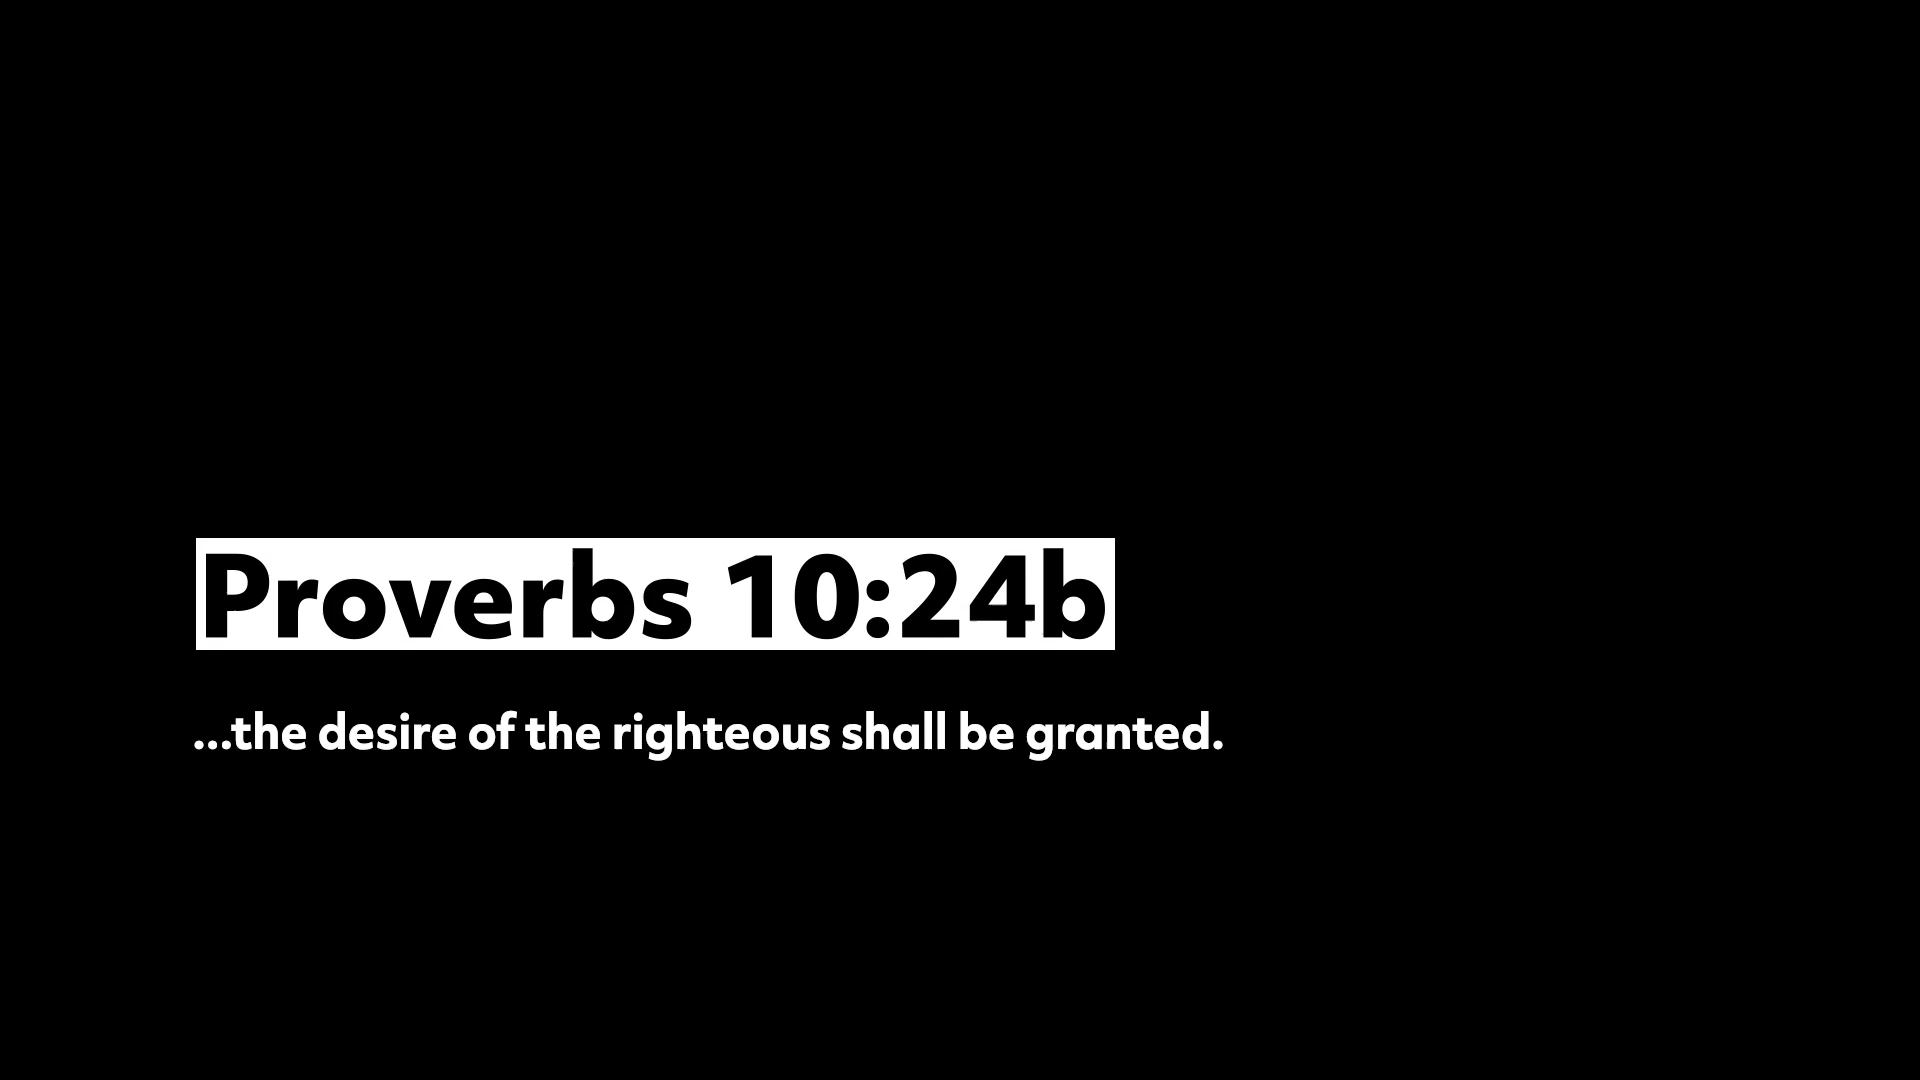 Proverbs 10:24b
...the desire of the righteous shall be granted.